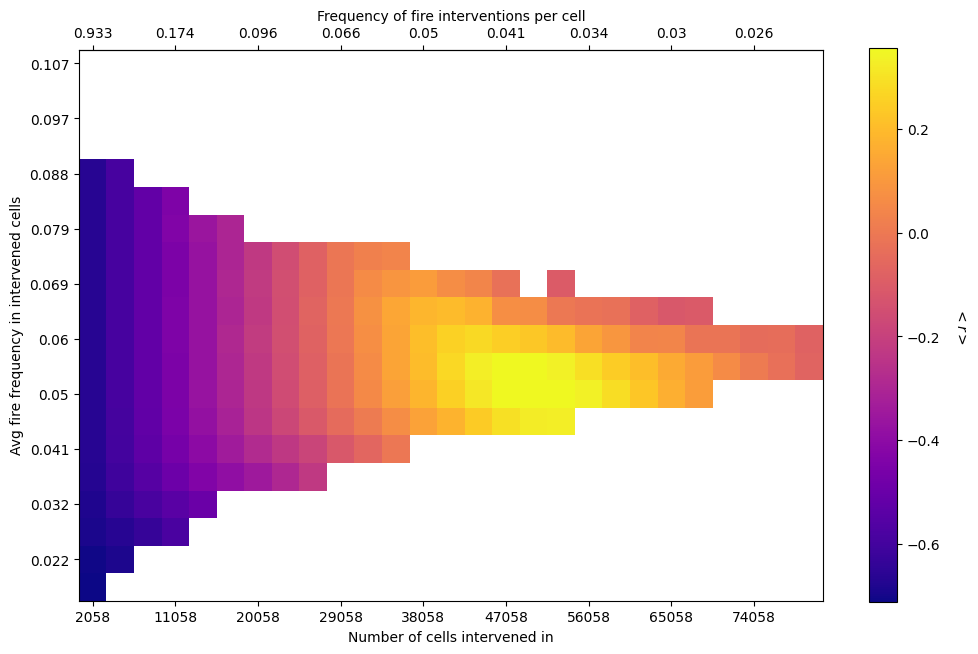 Frequency of fire interventions per cell
0.933 0.174 0.096 0.066 0.05 0.041 0.034 0.03 0.026
Avg fire frequency in intervened cells
0.107
0.097
0.088
0.079
0.069
0.06
0.05
0.041
0.032
0.022
2058 11058 20058 29058 38058 47058 56058 65058 74058
Number of cells intervened in
0.2
0.0
−0.2
−0.4
−0.6
< r >